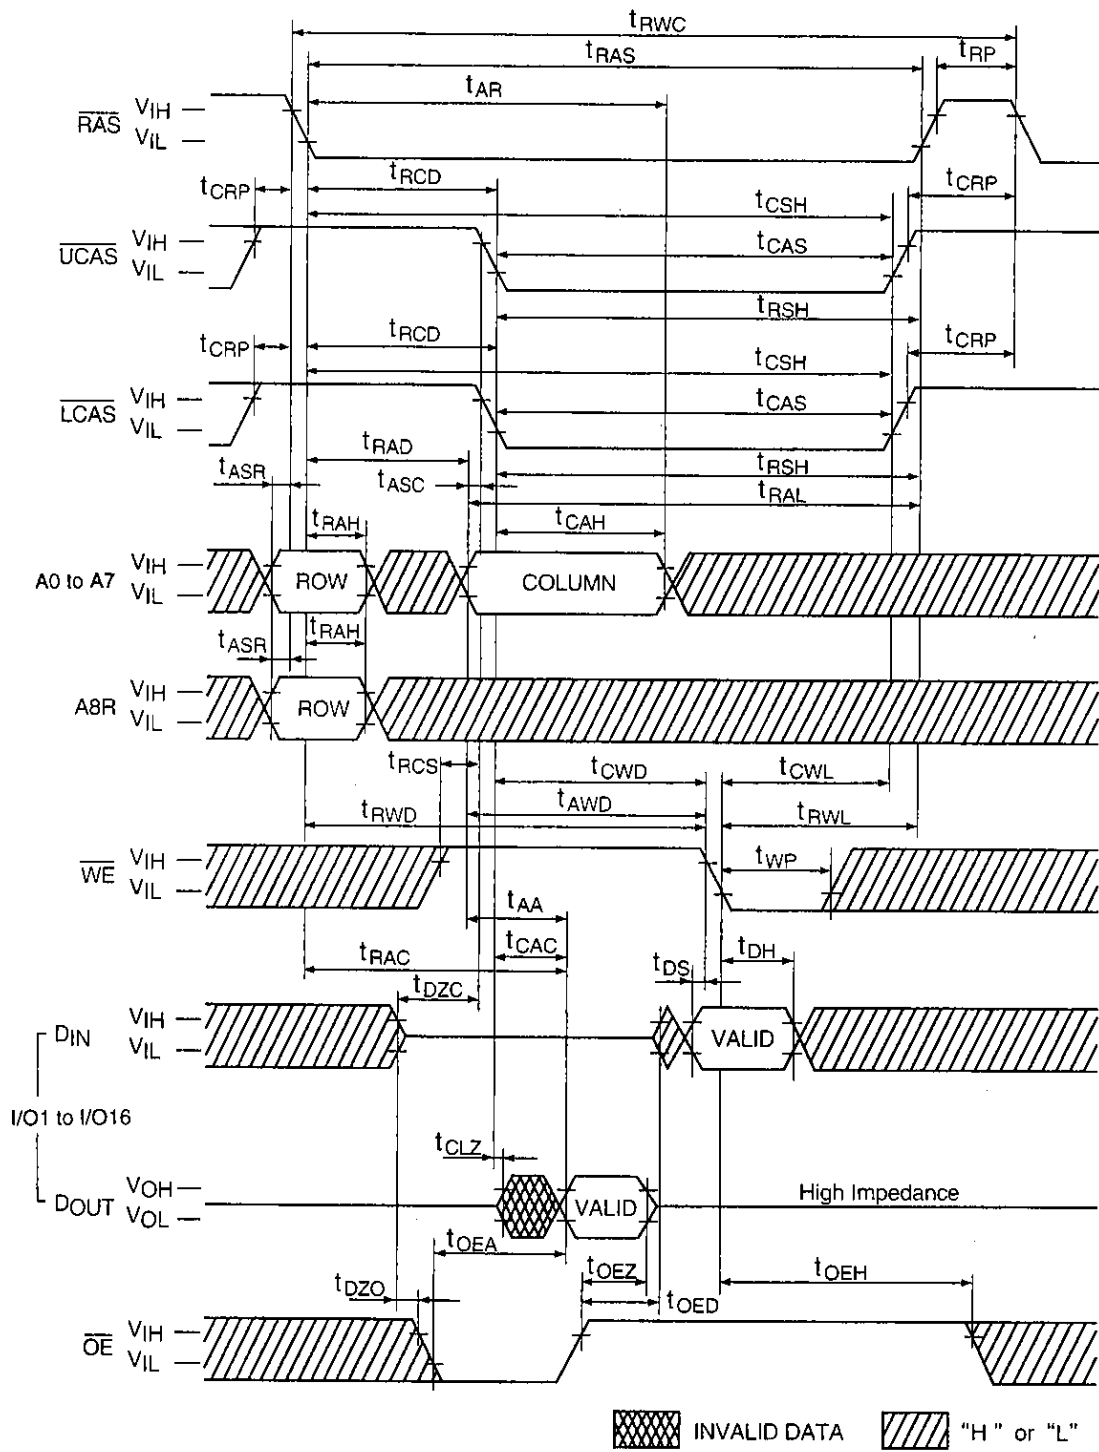 tRWC
tRAS
tRP
tAR
RAS VIH
VIL
tCRP tRCD tCRP
tCSH
UCAS VIH
VIL
tCAS
tRSH
tCRP tRCD tCRP
tCSH
LCAS VIH
VIL
tCAS
tRAD tRSH
tASR tASC
tRAL
tRAH tCAH
A0 to A7 VIH
VIL
ROW COLUMN
tASR tRAH
A8R VIH
VIL
ROW
tRCS tCWD tCWL
tAWD
tRWD tRWL
WE VIH
VIL
tWP
tAA
tCAC
tRAC tDS tDH
tDZC
DIN VIH
VIL
VALID
I/O1 to I/O16
tCLZ
DOUT VOH
VOL
VALID High Impedance
tOEA
tOEZ tOEH
tDZO tOED
OE VIH
VIL
INVALID DATA "H" or "L"